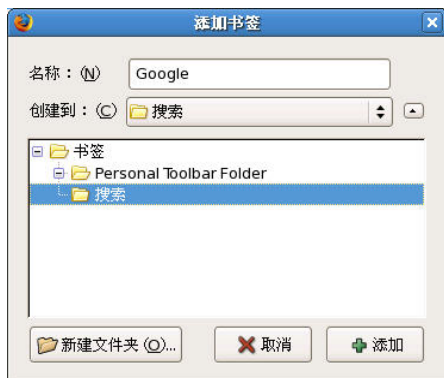 添加书签
名称：(N) Google
创建到：(C) 搜索
书签
Personal Toolbar Folder
搜索
新建文件夹 (O)... 取消 添加